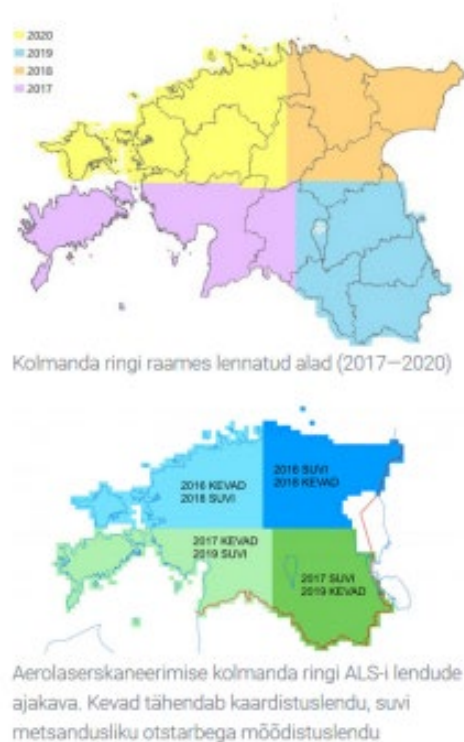 2020
2019
2018
2017
Kolmanda ringi raames lennatud alad (2017—2020)
2016 KEVAD
2018 SUVI
2016 SUVI
2018 KEVAD
2017 KEVAD
2019 SUVI
2017 SUVI
2019 KEVAD
Aerolaserskaneerimise kolmanda ringi ALS-i lendude
ajakava. Kevad tähendab kaardistuslendu, suvi
metsandusliku otstarbega mõõdistuslendu